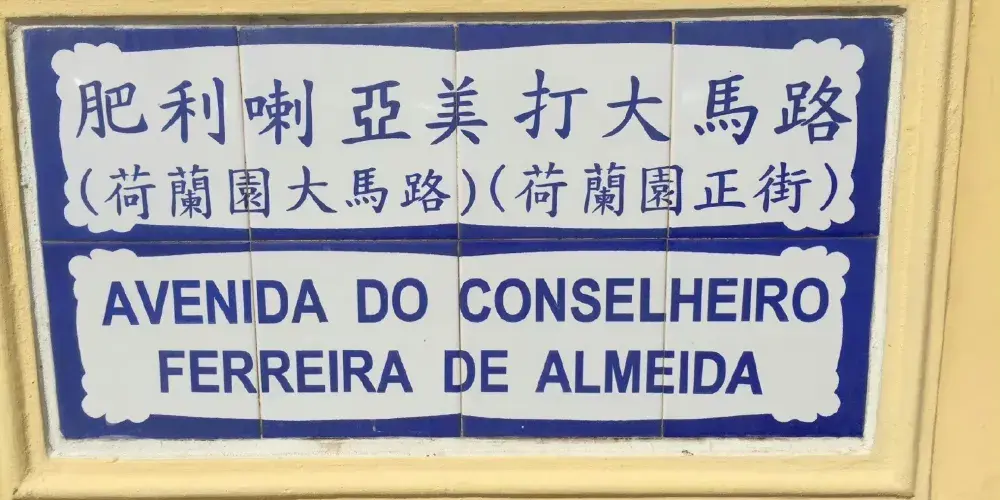 肥利喇亞美打大馬路
(荷蘭園大馬路)(荷蘭園正街)
AVENIDA DO CONSELHEIRO
FERREIRA DE ALMEIDA